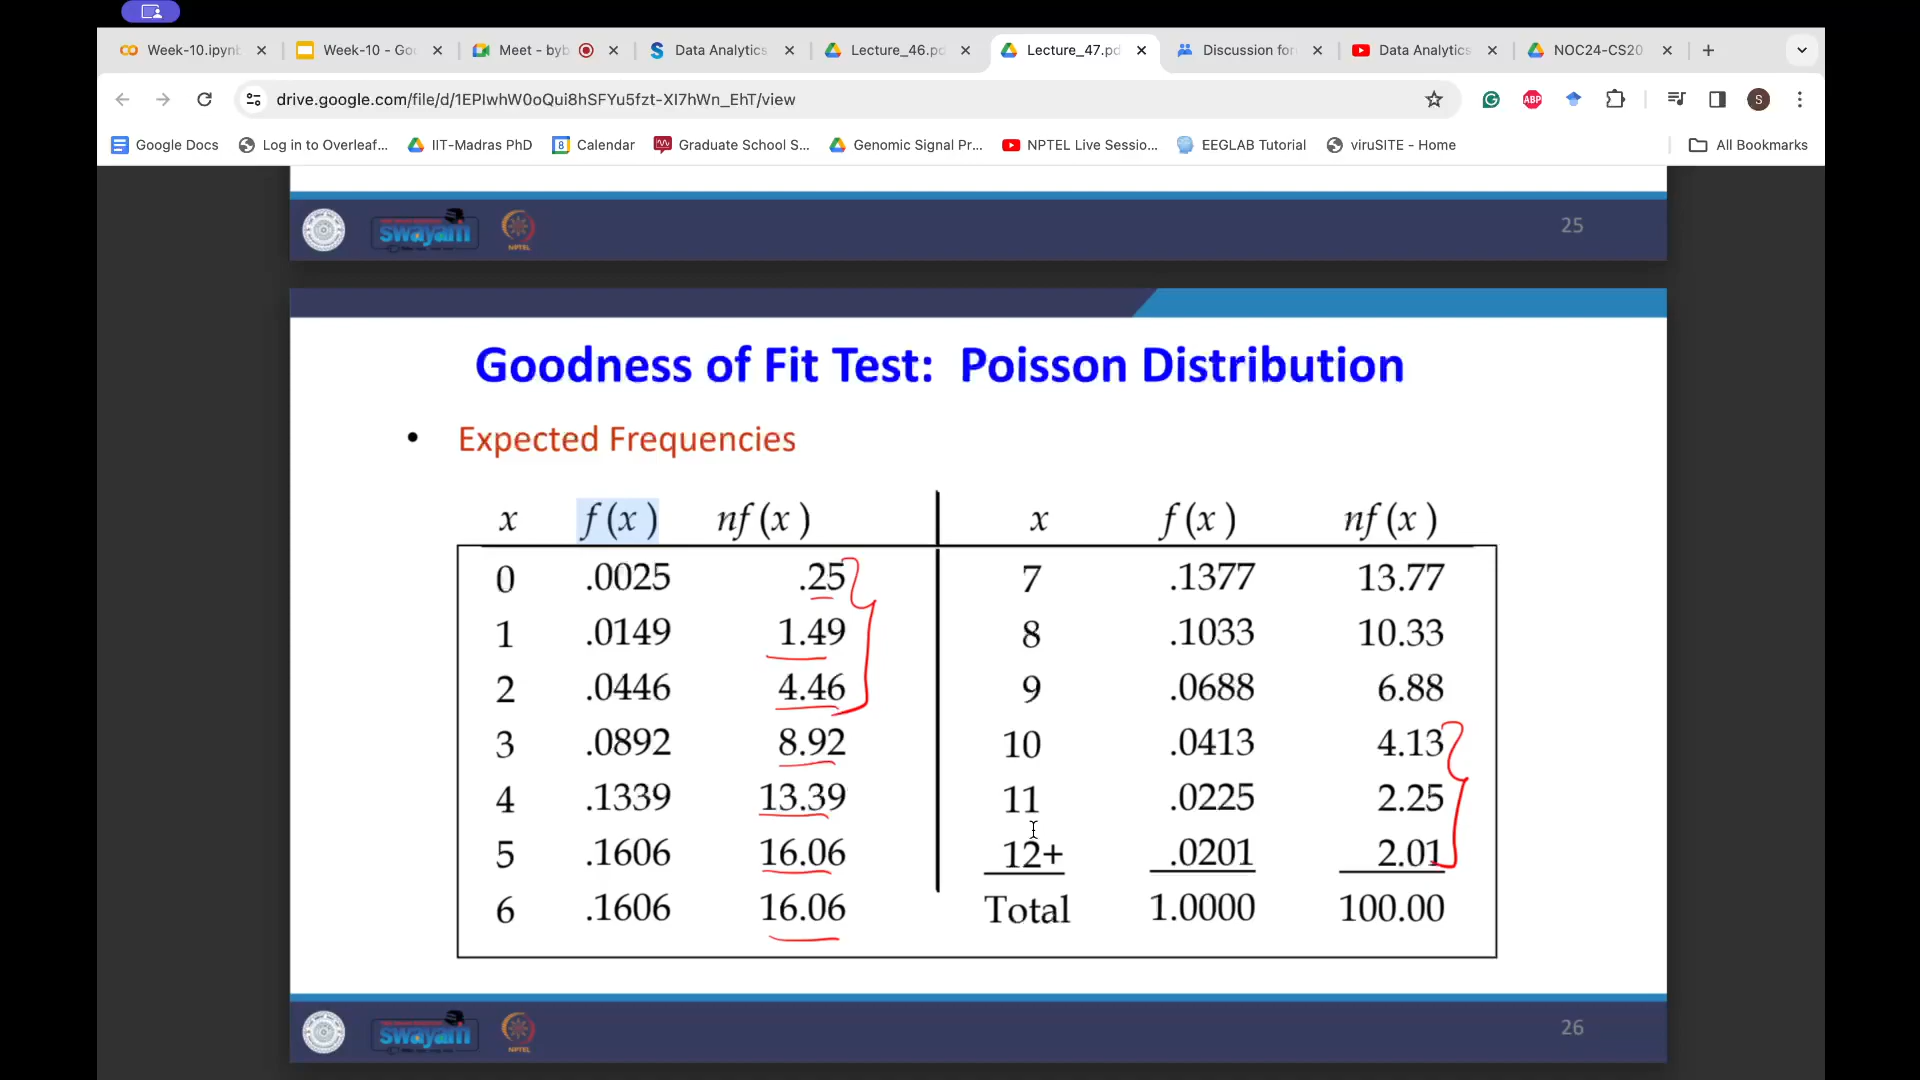 Week-10.ipynb
Week-10 - Goo
Meet - byb
Data Analytics
Lecture_46.pd
Lecture_47.pd
Discussion for
Data Analytics
NOC24-CS20
drive.google.com/file/d/1EPIwhW0oQui8hSFYu5fzt-XI7hWn_EhT/view
ABP
S
Google Docs
Log in to Overleaf...
IIT-Madras PhD
8 Calendar
Graduate School S...
Genomic Signal Pr...
NPTEL Live Sessio...
EEGLAB Tutorial
viruSITE - Home
All Bookmarks
swayam NPTEL 25
Goodness of Fit Test: Poisson Distribution
• Expected Frequencies
x f (x ) nf (x ) x f (x ) nf (x )
0 .0025 .25 7 .1377 13.77
1 .0149 1.49 8 .1033 10.33
2 .0446 4.46 9 .0688 6.88
3 .0892 8.92 10 .0413 4.13
4 .1339 13.39 11 .0225 2.25
5 .1606 16.06 12+ .0201 2.01
6 .1606 16.06 Total 1.0000 100.00
swayam NPTEL 26